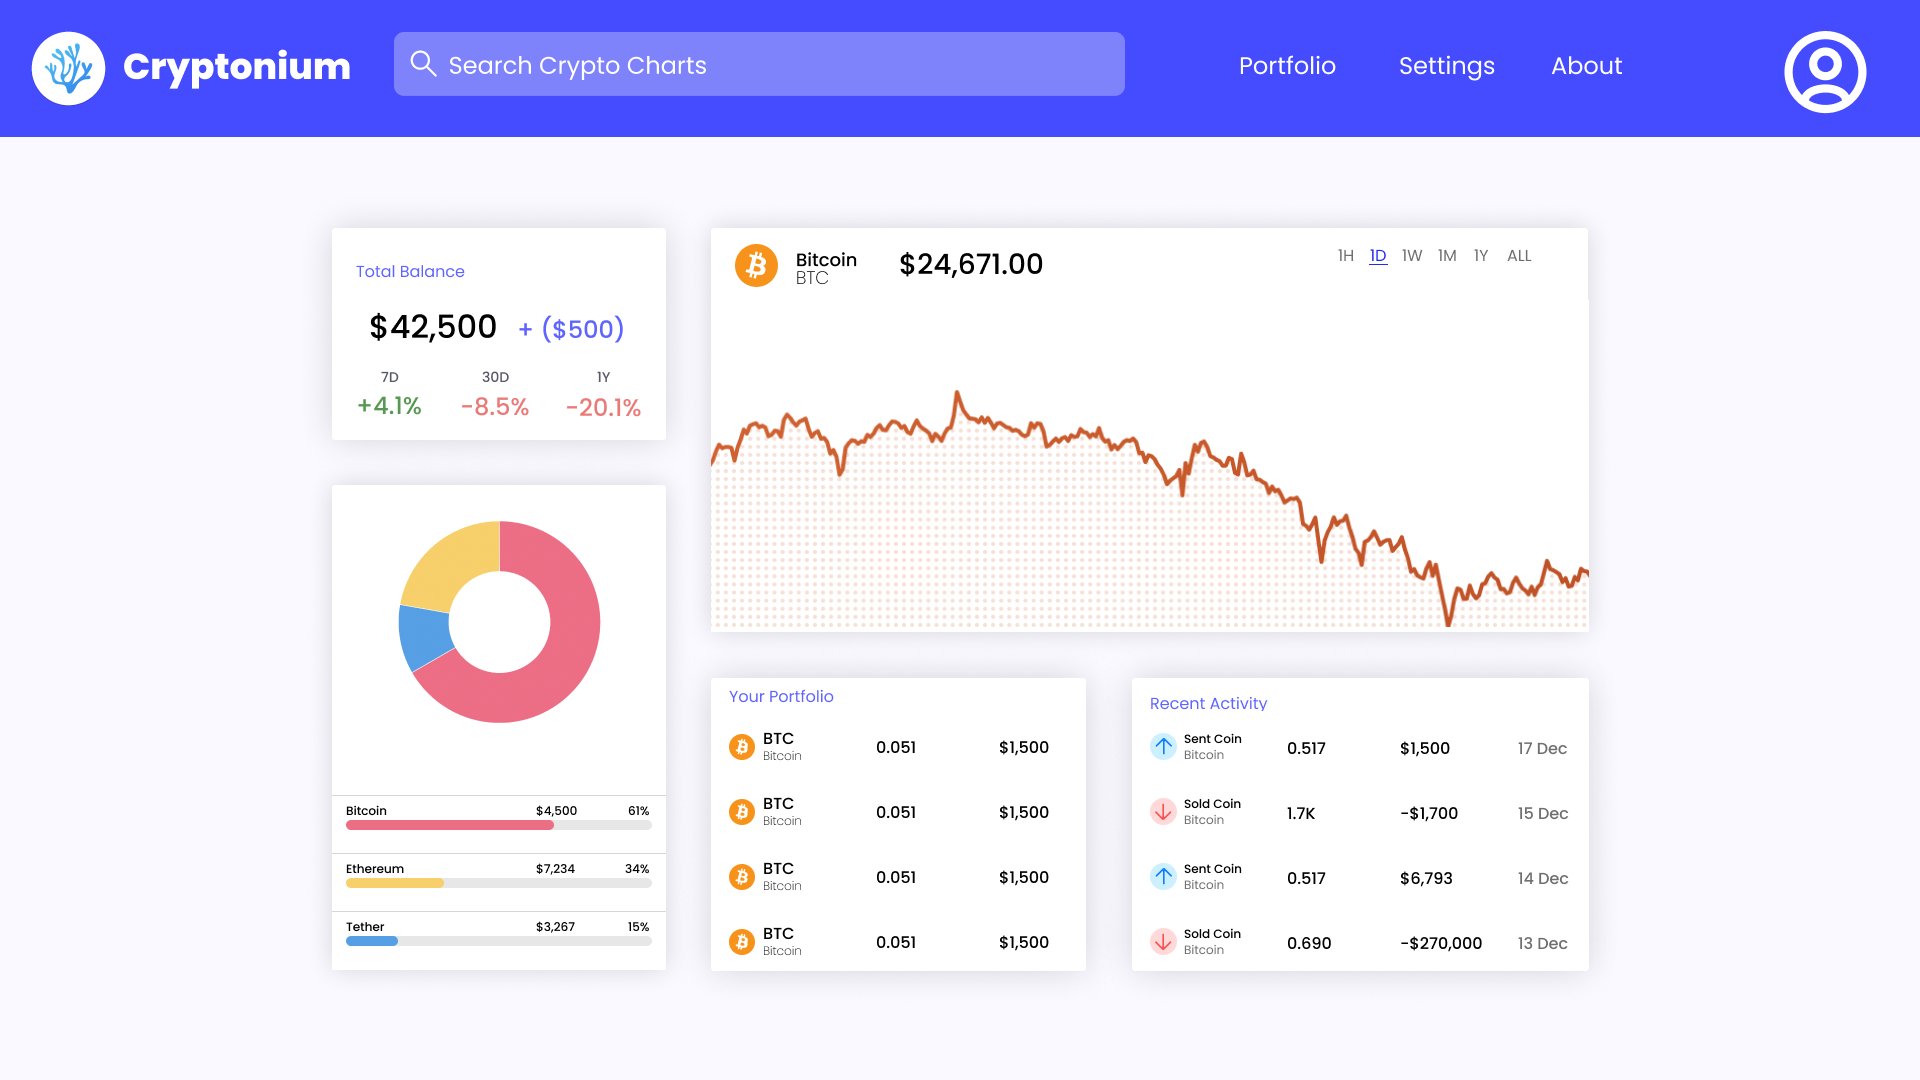 Cryptonium
Search Crypto Charts
Portfolio
Settings
About
Total Balance
$42,500 + ($500)
7D 30D 1Y
+4.1% -8.5% -20.1%
Bitcoin
BTC
$24,671.00
1H 1D 1W 1M 1Y ALL
Bitcoin $4,500 61%
Ethereum $7,234 34%
Tether $3,267 15%
Your Portfolio
BTC
Bitcoin
0.051 $1,500
BTC
Bitcoin
0.051 $1,500
BTC
Bitcoin
0.051 $1,500
BTC
Bitcoin
0.051 $1,500
Recent Activity
Sent Coin
Bitcoin
0.517 $1,500 17 Dec
Sold Coin
Bitcoin
1.7K -$1,700 15 Dec
Sent Coin
Bitcoin
0.517 $6,793 14 Dec
Sold Coin
Bitcoin
0.690 -$270,000 13 Dec